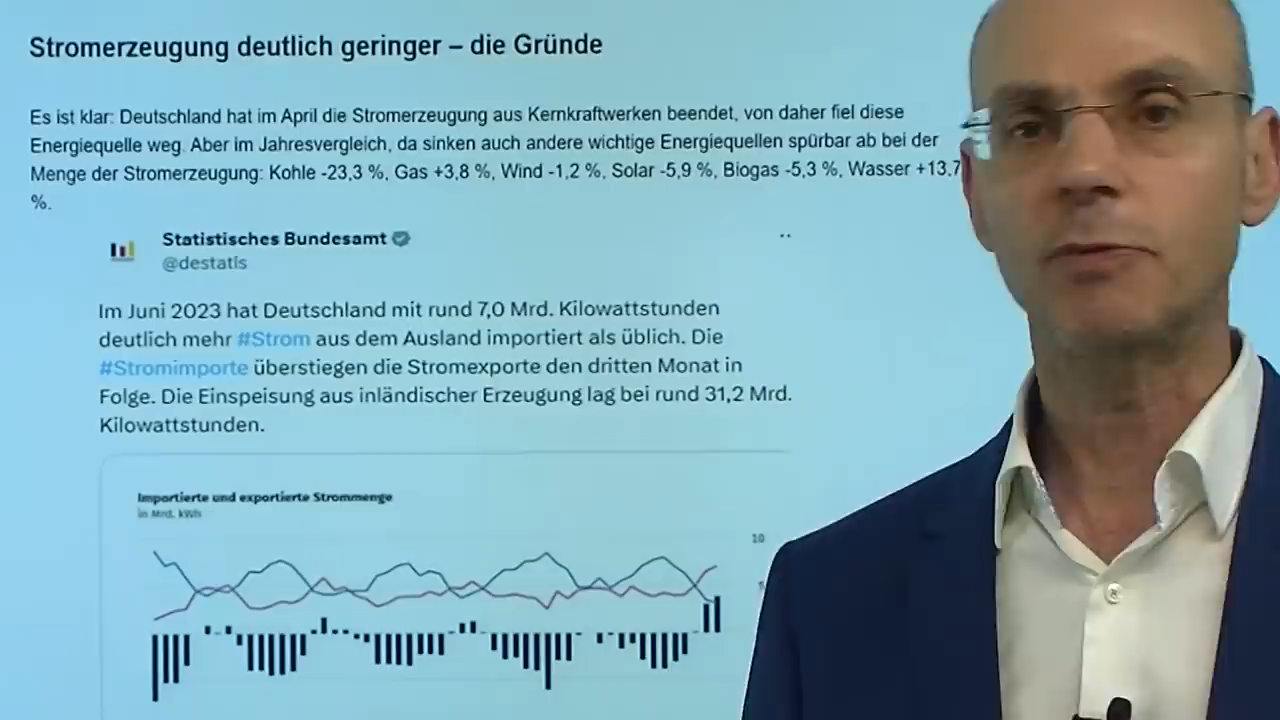 Stromerzeugung deutlich geringer – die Gründe
Es ist klar: Deutschland hat im April die Stromerzeugung aus Kernkraftwerken beendet, von daher fiel diese
Energiequelle weg. Aber im Jahresvergleich, da sinken auch andere wichtige Energiequellen spürbar ab bei der
Menge der Stromerzeugung: Kohle -23,3 %, Gas +3,8 %, Wind -1,2 %, Solar -5,9 %, Biogas -5,3 %, Wasser +13,7
%.
Statistisches Bundesamt
@destatis
Im Juni 2023 hat Deutschland mit rund 7,0 Mrd. Kilowattstunden
deutlich mehr #Strom aus dem Ausland importiert als üblich. Die
#Stromimporte überstiegen die Stromexporte den dritten Monat in
Folge. Die Einspeisung aus inländischer Erzeugung lag bei rund 31,2 Mrd.
Kilowattstunden.
Importierte und exportierte Strommenge
in Mrd. kWh
10
5